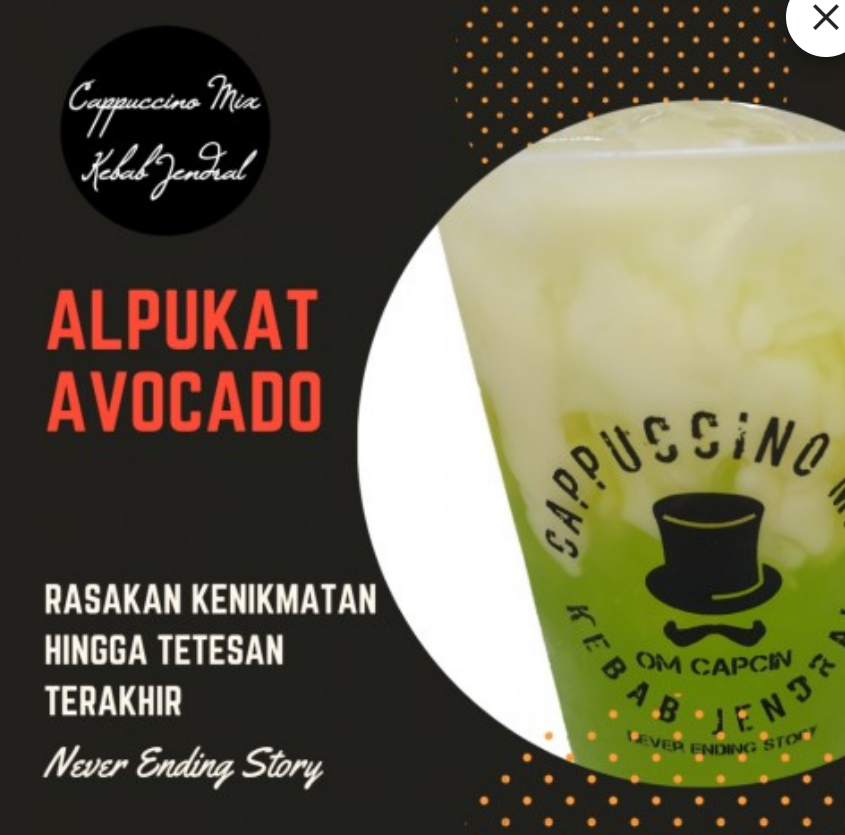 Cappuccino Mix
Kebab Jendral
ALPUKAT
AVOCADO
RASAKAN KENIKMATAN
HINGGA TETESAN
TERAKHIR
Never Ending Story
CAPPUCCINO
OM CAPCIN
KEBAB JENDRAL
NEVER ENDING STORY